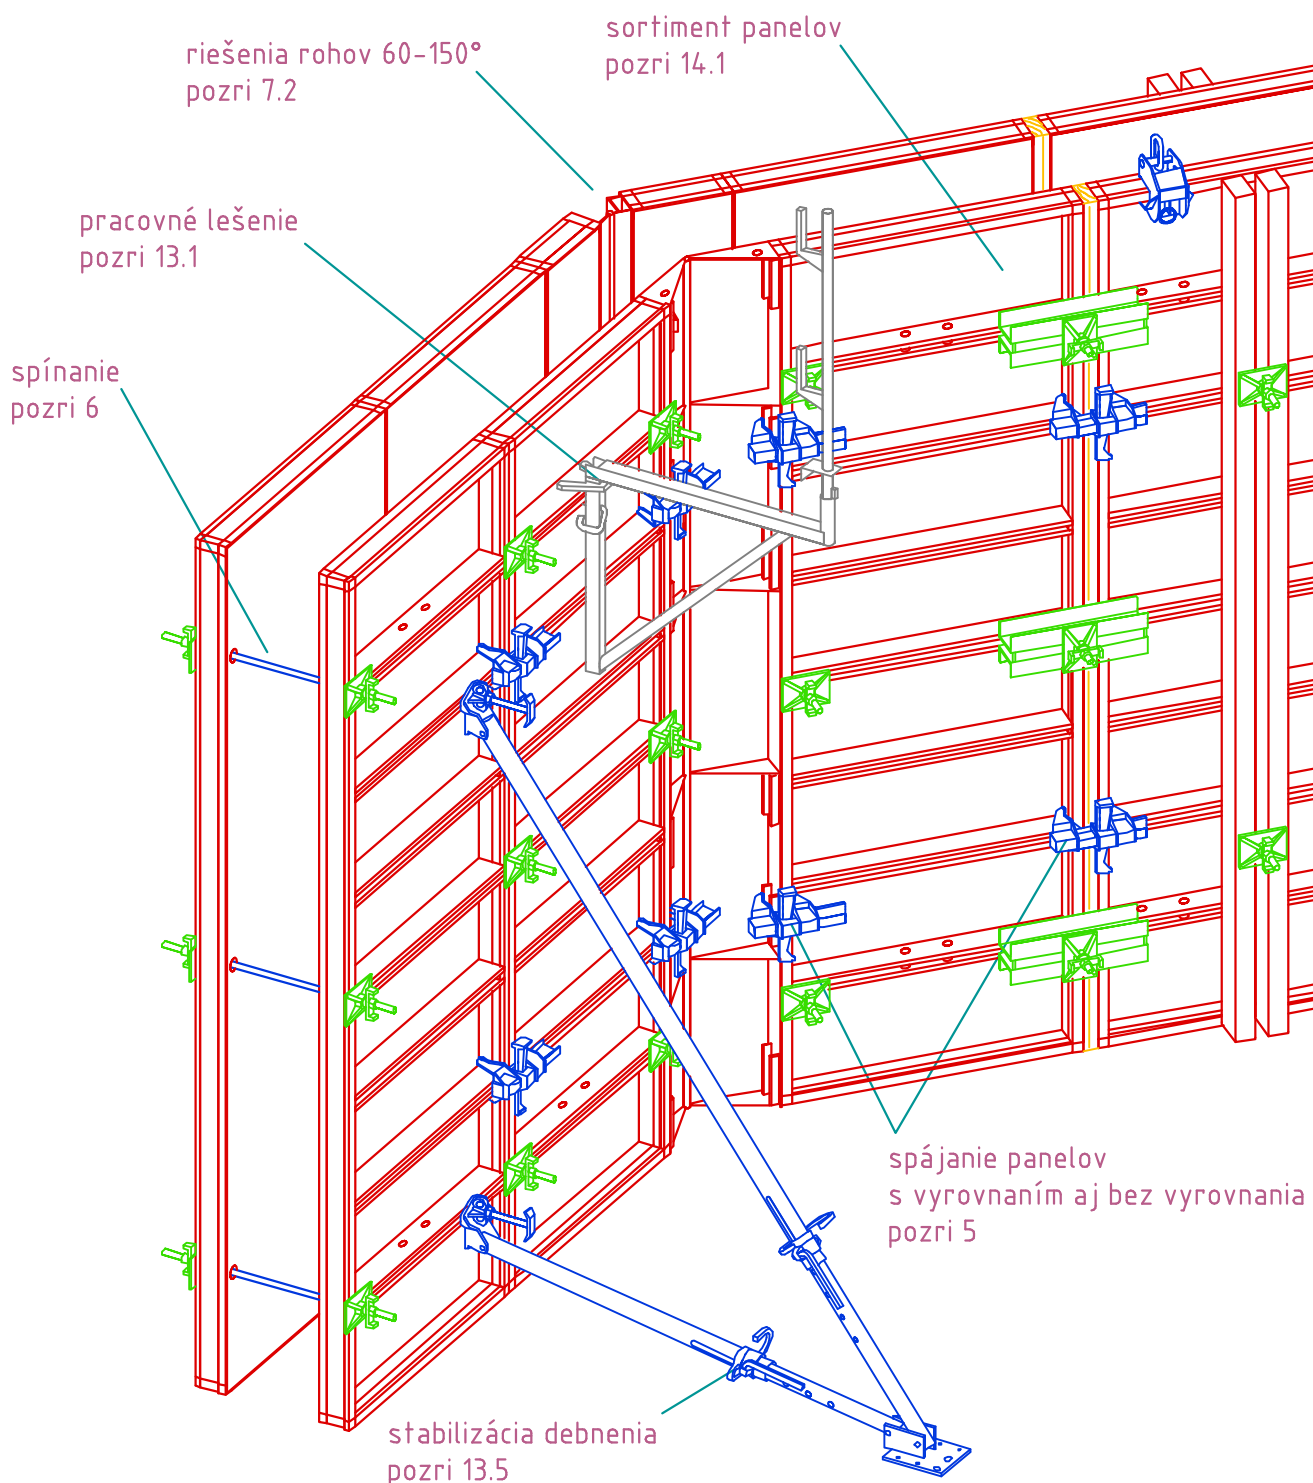 sortiment panelov
pozri 14.1
riešenia rohov 60-150°
pozri 7.2
pracovné lešenie
pozri 13.1
spínanie
pozri 6
spájanie panelov
s vyrovnaním aj bez vyrovnania
pozri 5
stabilizácia debnenia
pozri 13.5